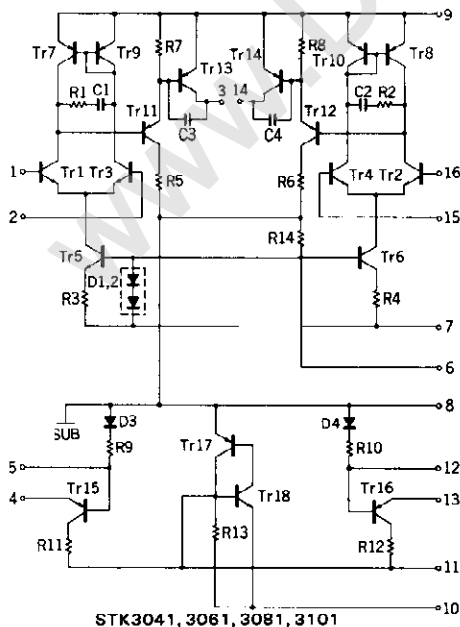 9
Tr7 Tr9 R7 Tr13 Tr14 R8 Tr10 Tr8
R1 C1 3 14 C2 R2
Tr11 C3 C4 Tr12
1 Tr1 Tr3 R5 R6 Tr4 Tr2 16
2 15
R14
Tr5 Tr6
D1,2
R3 R4
7
6
8
SUB D3 D4
R9 Tr17 R10
5 12
4 Tr15 Tr18 Tr16 13
R11 R13 R12
11
10
STK3041, 3061, 3081, 3101